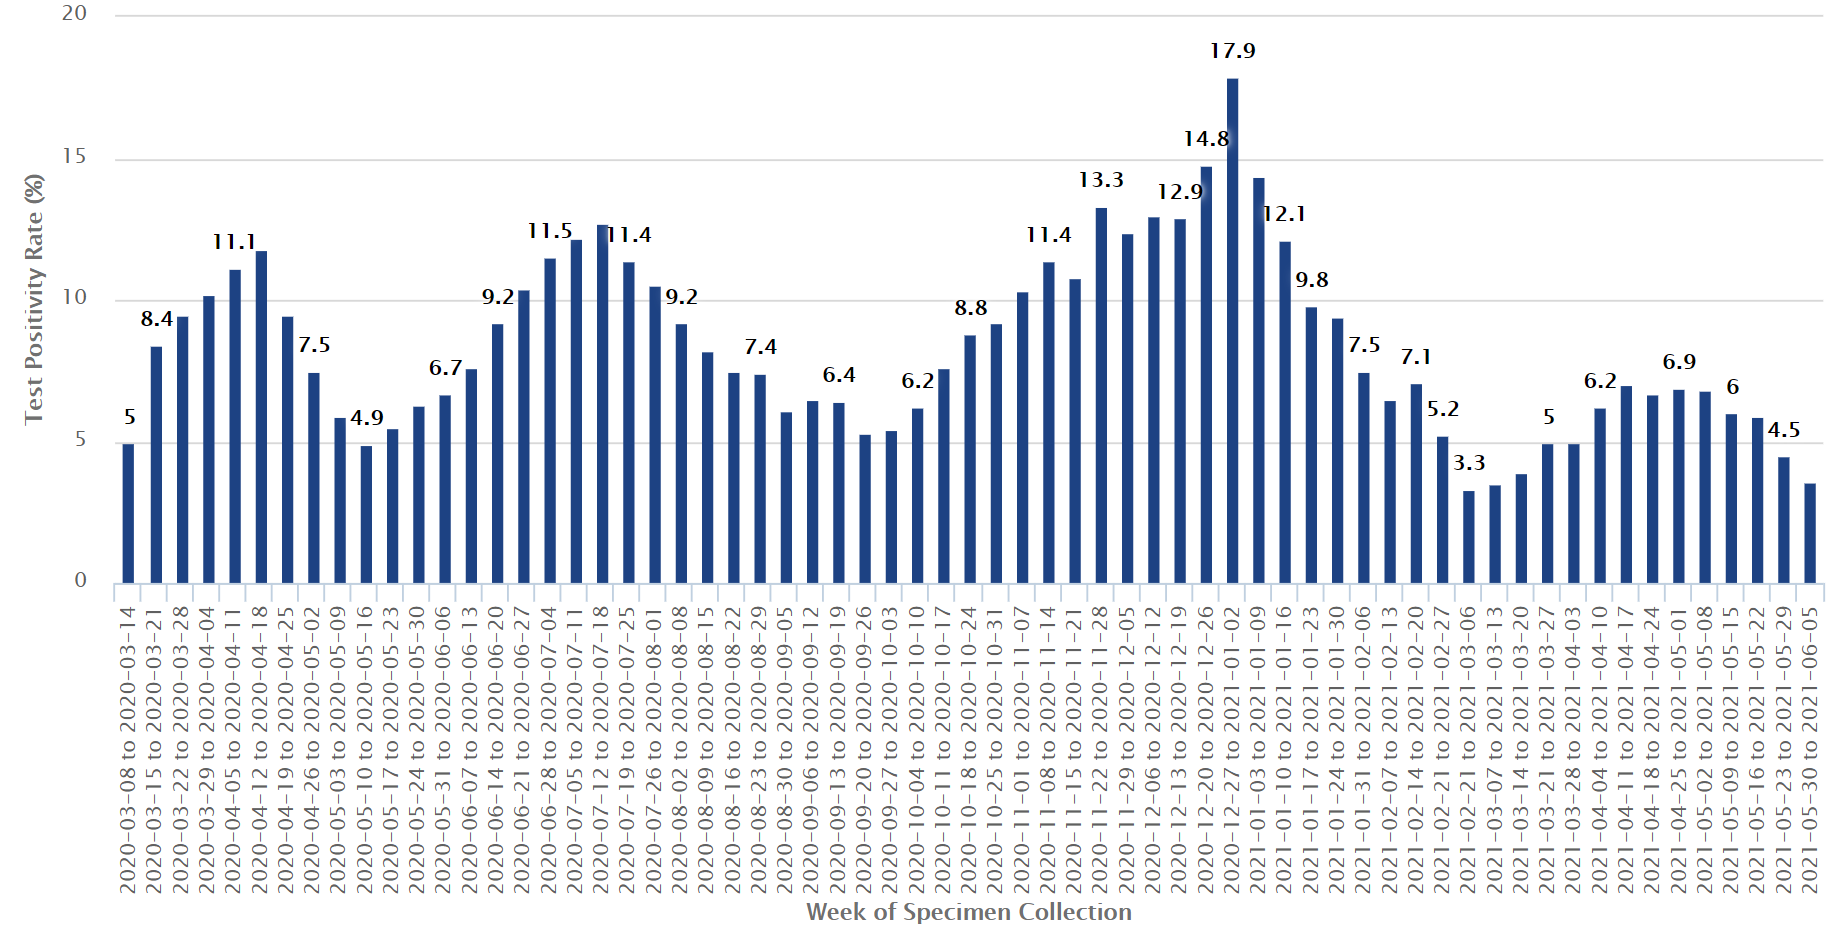 Test Positivity Rate (%)
20
15
10
5
0
5
8.4
11.1
7.5
4.9
6.7
9.2
11.5
11.4
9.2
7.4
6.4
6.2
8.8
11.4
13.3
12.9
14.8
17.9
12.1
9.8
7.5
7.1
5.2
3.3
5
6.2
6.9
6
4.5
2020-03-08 to 2020-03-14
2020-03-15 to 2020-03-21
2020-03-22 to 2020-03-28
2020-03-29 to 2020-04-04
2020-04-05 to 2020-04-11
2020-04-12 to 2020-04-18
2020-04-19 to 2020-04-25
2020-04-26 to 2020-05-02
2020-05-03 to 2020-05-09
2020-05-10 to 2020-05-16
2020-05-17 to 2020-05-23
2020-05-24 to 2020-05-30
2020-05-31 to 2020-06-06
2020-06-07 to 2020-06-13
2020-06-14 to 2020-06-20
2020-06-21 to 2020-06-27
2020-06-28 to 2020-07-04
2020-07-05 to 2020-07-11
2020-07-12 to 2020-07-18
2020-07-19 to 2020-07-25
2020-07-26 to 2020-08-01
2020-08-02 to 2020-08-08
2020-08-09 to 2020-08-15
2020-08-16 to 2020-08-22
2020-08-23 to 2020-08-29
2020-08-30 to 2020-09-05
2020-09-06 to 2020-09-12
2020-09-13 to 2020-09-19
2020-09-20 to 2020-09-26
2020-09-27 to 2020-10-03
2020-10-04 to 2020-10-10
2020-10-11 to 2020-10-17
2020-10-18 to 2020-10-24
2020-10-25 to 2020-10-31
2020-11-01 to 2020-11-07
2020-11-08 to 2020-11-14
2020-11-15 to 2020-11-21
2020-11-22 to 2020-11-28
2020-11-29 to 2020-12-05
2020-12-06 to 2020-12-12
2020-12-13 to 2020-12-19
2020-12-20 to 2020-12-26
2020-12-27 to 2021-01-02
2021-01-03 to 2021-01-09
2021-01-10 to 2021-01-16
2021-01-17 to 2021-01-23
2021-01-24 to 2021-01-30
2021-01-31 to 2021-02-06
2021-02-07 to 2021-02-13
2021-02-14 to 2021-02-20
2021-02-21 to 2021-02-27
2021-02-21 to 2021-03-06
2021-03-07 to 2021-03-13
2021-03-14 to 2021-03-20
2021-03-21 to 2021-03-27
2021-03-28 to 2021-04-03
2021-04-04 to 2021-04-10
2021-04-11 to 2021-04-17
2021-04-18 to 2021-04-24
2021-04-25 to 2021-05-01
2021-05-02 to 2021-05-08
2021-05-09 to 2021-05-15
2021-05-16 to 2021-05-22
2021-05-23 to 2021-05-29
2021-05-30 to 2021-06-05
Week of Specimen Collection